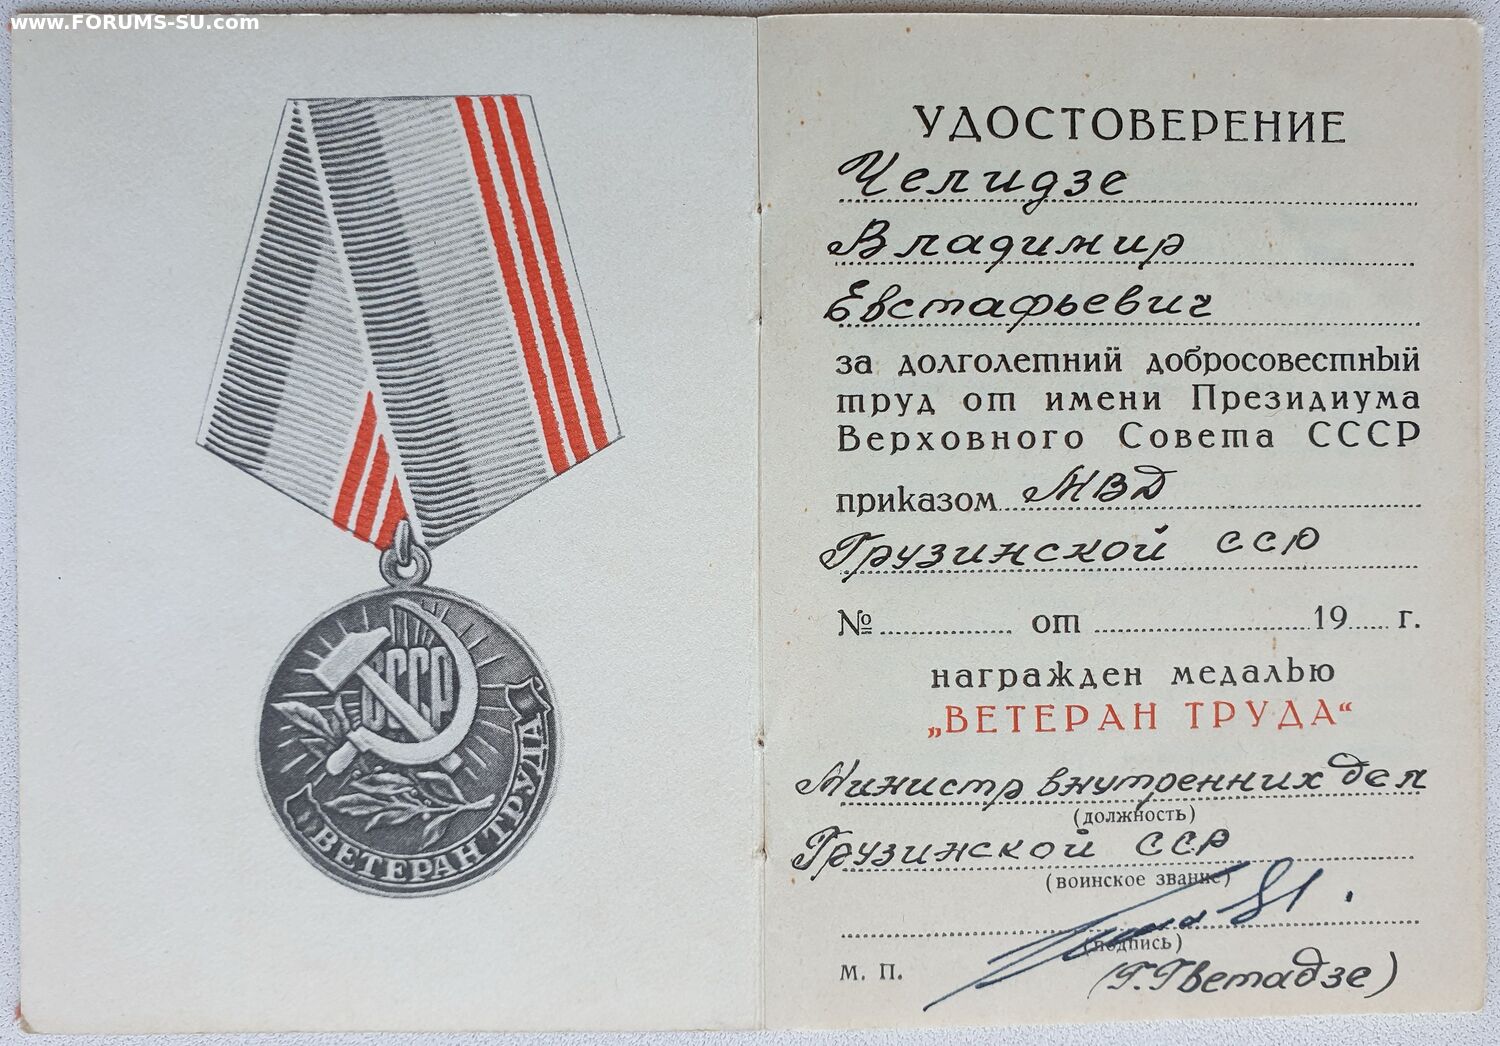 www.FORUMS-SU.com
СССР
ВЕТЕРАН ТРУДА
УДОСТОВЕРЕНИЕ
Челидзе
Владимир
Евстафьевич
за долголетний добросовестный
труд от имени Президиума
Верховного Совета СССР
приказом МВД
Грузинской ССР
№ от 19 г.
награжден медалью
„ВЕТЕРАН ТРУДА“
Министр внутренних дел
(должность)
Грузинской ССР
(воинское звание)
(подпись)
М. П.
(Г. Гветадзе)